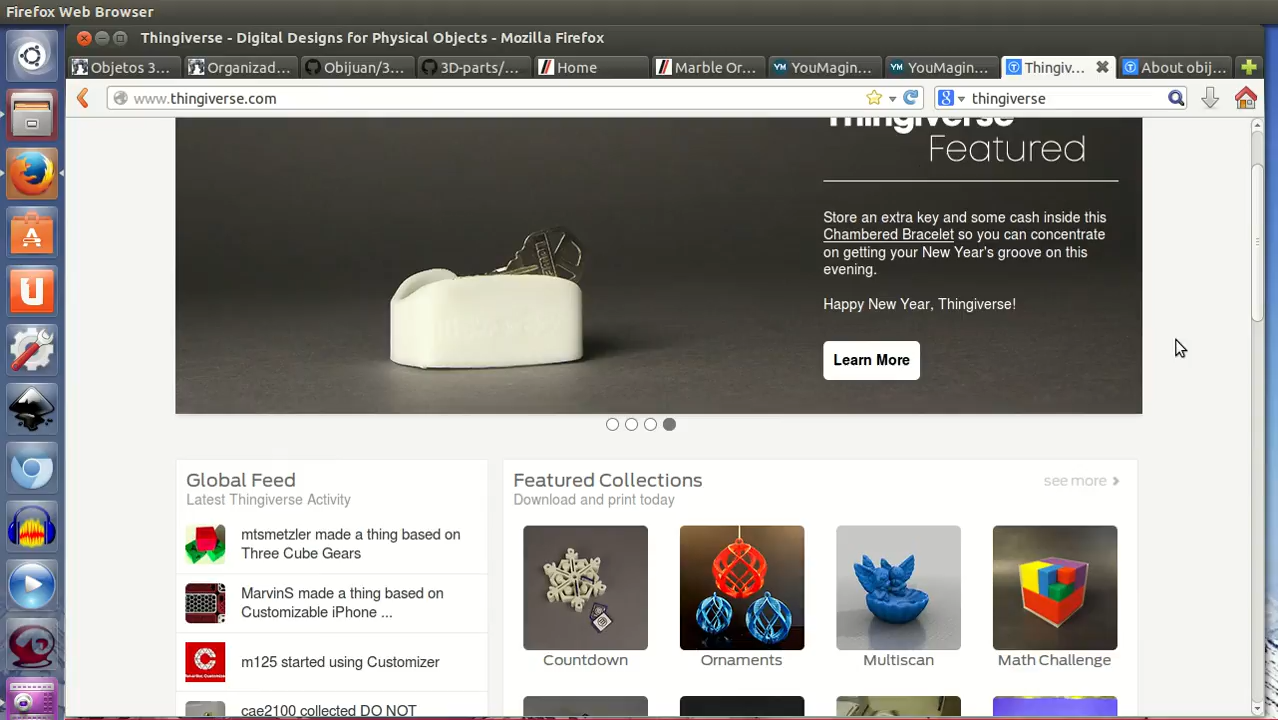 Firefox Web Browser
Thingiverse - Digital Designs for Physical Objects - Mozilla Firefox
Objetos 3... Organizad... Obijuan/3... 3D-parts/... Home Marble Or... YouMagin... YouMagin... Thingiv... About obij...
www.thingiverse.com thingiverse
Thingiverse
Featured
Store an extra key and some cash inside this
Chambered Bracelet so you can concentrate
on getting your New Year's groove on this
evening.
Happy New Year, Thingiverse!
Learn More
Global Feed
Latest Thingiverse Activity
mtsmetzler made a thing based on
Three Cube Gears
MarvinS made a thing based on
Customizable iPhone ...
m125 started using Customizer
cae2100 collected DO NOT
Featured Collections
see more
Download and print today
Countdown Ornaments Multiscan Math Challenge